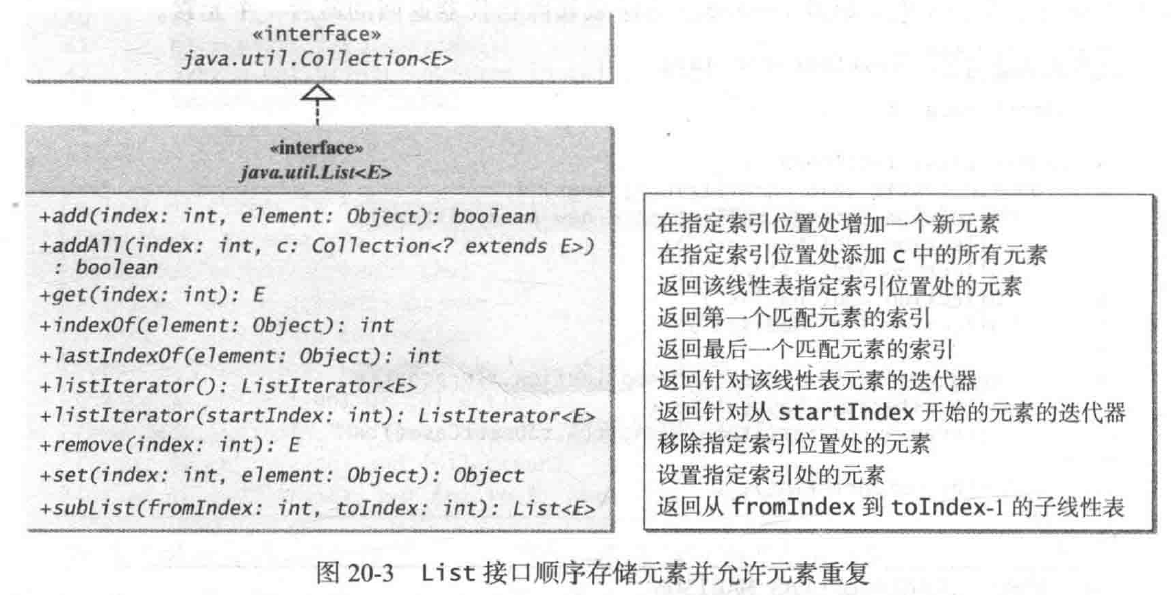 «interface»
java.util.Collection<E>
«interface»
java.util.List<E>
+add(index: int, element: Object): boolean
+addAll(index: int, c: Collection<? extends E>)
: boolean
+get(index: int): E
+indexOf(element: Object): int
+lastIndexOf(element: Object): int
+listIterator(): ListIterator<E>
+listIterator(startIndex: int): ListIterator<E>
+remove(index: int): E
+set(index: int, element: Object): Object
+subList(fromIndex: int, toIndex: int): List<E>
在指定索引位置处增加一个新元素
在指定索引位置处添加 c 中的所有元素
返回该线性表指定索引位置处的元素
返回第一个匹配元素的索引
返回最后一个匹配元素的索引
返回针对该线性表元素的迭代器
返回针对从 startIndex 开始的元素的迭代器
移除指定索引位置处的元素
设置指定索引处的元素
返回从 fromIndex 到 toIndex-1 的子线性表
图 20-3 List 接口顺序存储元素并允许元素重复